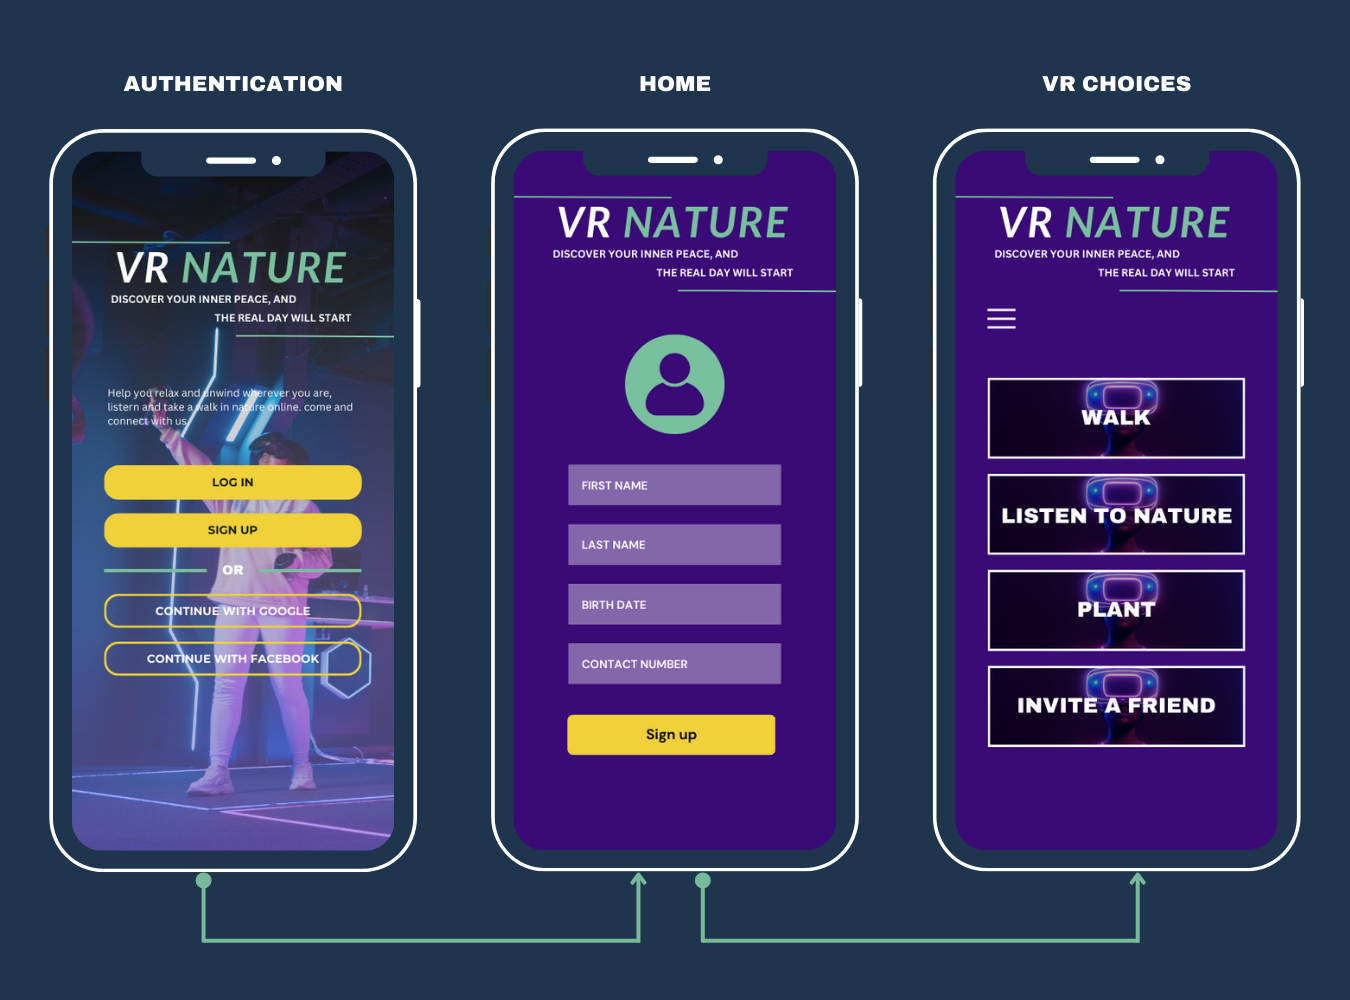 AUTHENTICATION
VR NATURE
DISCOVER YOUR INNER PEACE, AND
THE REAL DAY WILL START
Help you relax and unwind wherever you are,
listern and take a walk in nature online. come and
connect with us.
LOG IN
SIGN UP
OR
CONTINUE WITH GOOGLE
CONTINUE WITH FACEBOOK
HOME
VR NATURE
DISCOVER YOUR INNER PEACE, AND
THE REAL DAY WILL START
FIRST NAME
LAST NAME
BIRTH DATE
CONTACT NUMBER
Sign up
VR CHOICES
VR NATURE
DISCOVER YOUR INNER PEACE, AND
THE REAL DAY WILL START
WALK
LISTEN TO NATURE
PLANT
INVITE A FRIEND